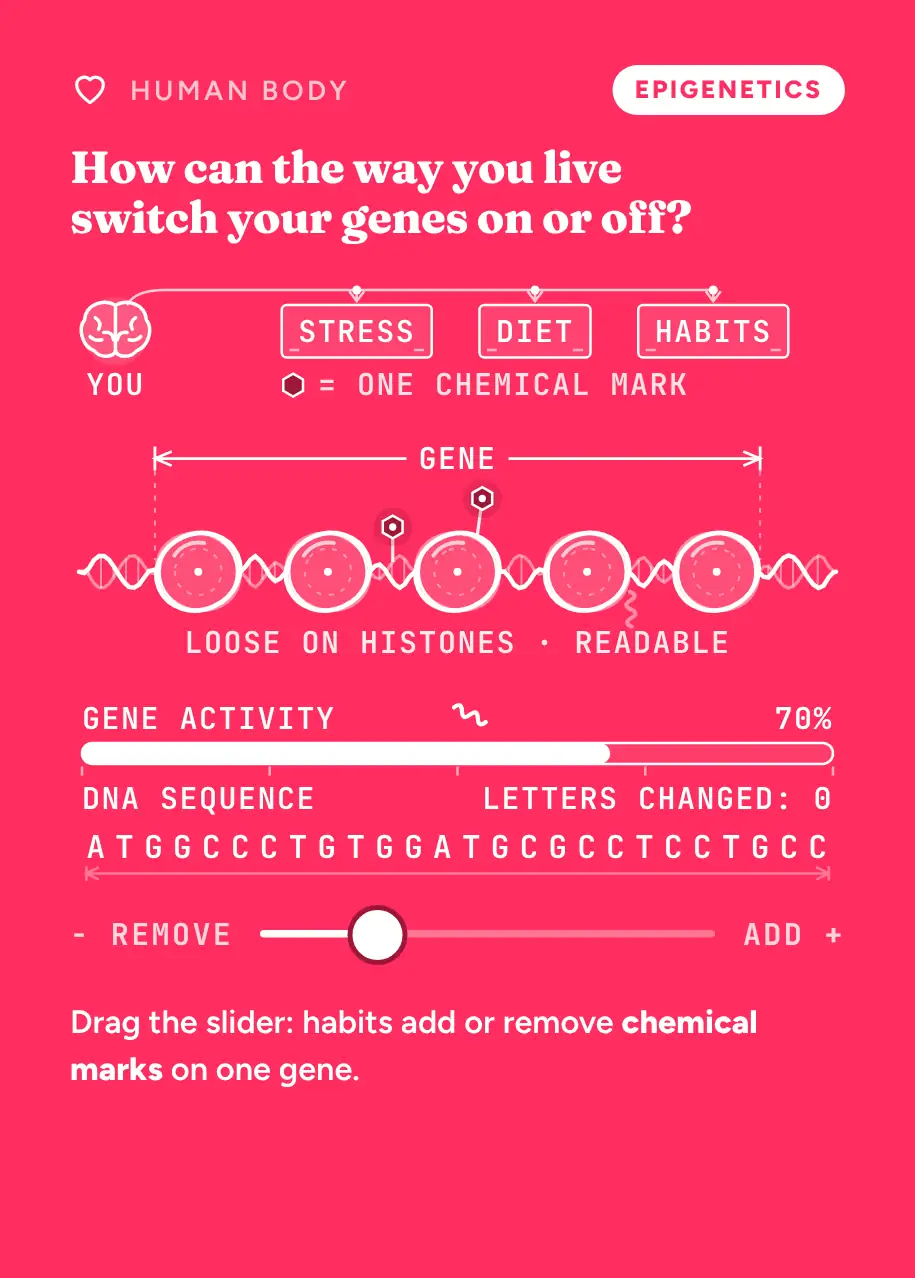 HUMAN BODY
EPIGENETICS
How can the way you live
switch your genes on or off?
STRESS
DIET
HABITS
YOU
= ONE CHEMICAL MARK
GENE
LOOSE ON HISTONES · READABLE
GENE ACTIVITY
70%
DNA SEQUENCE
LETTERS CHANGED: 0
ATGGCCCTGTGGATGCGCCTCCTGCC
- REMOVE
ADD +
Drag the slider: habits add or remove chemical
marks on one gene.